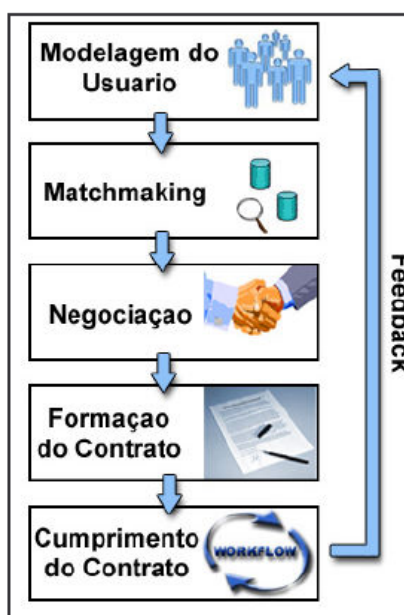 Modelagem do
Usuario
Matchmaking
Negociaçao
Formaçao
do Contrato
Cumprimento
do Contrato
WORKFLOW
Feedback